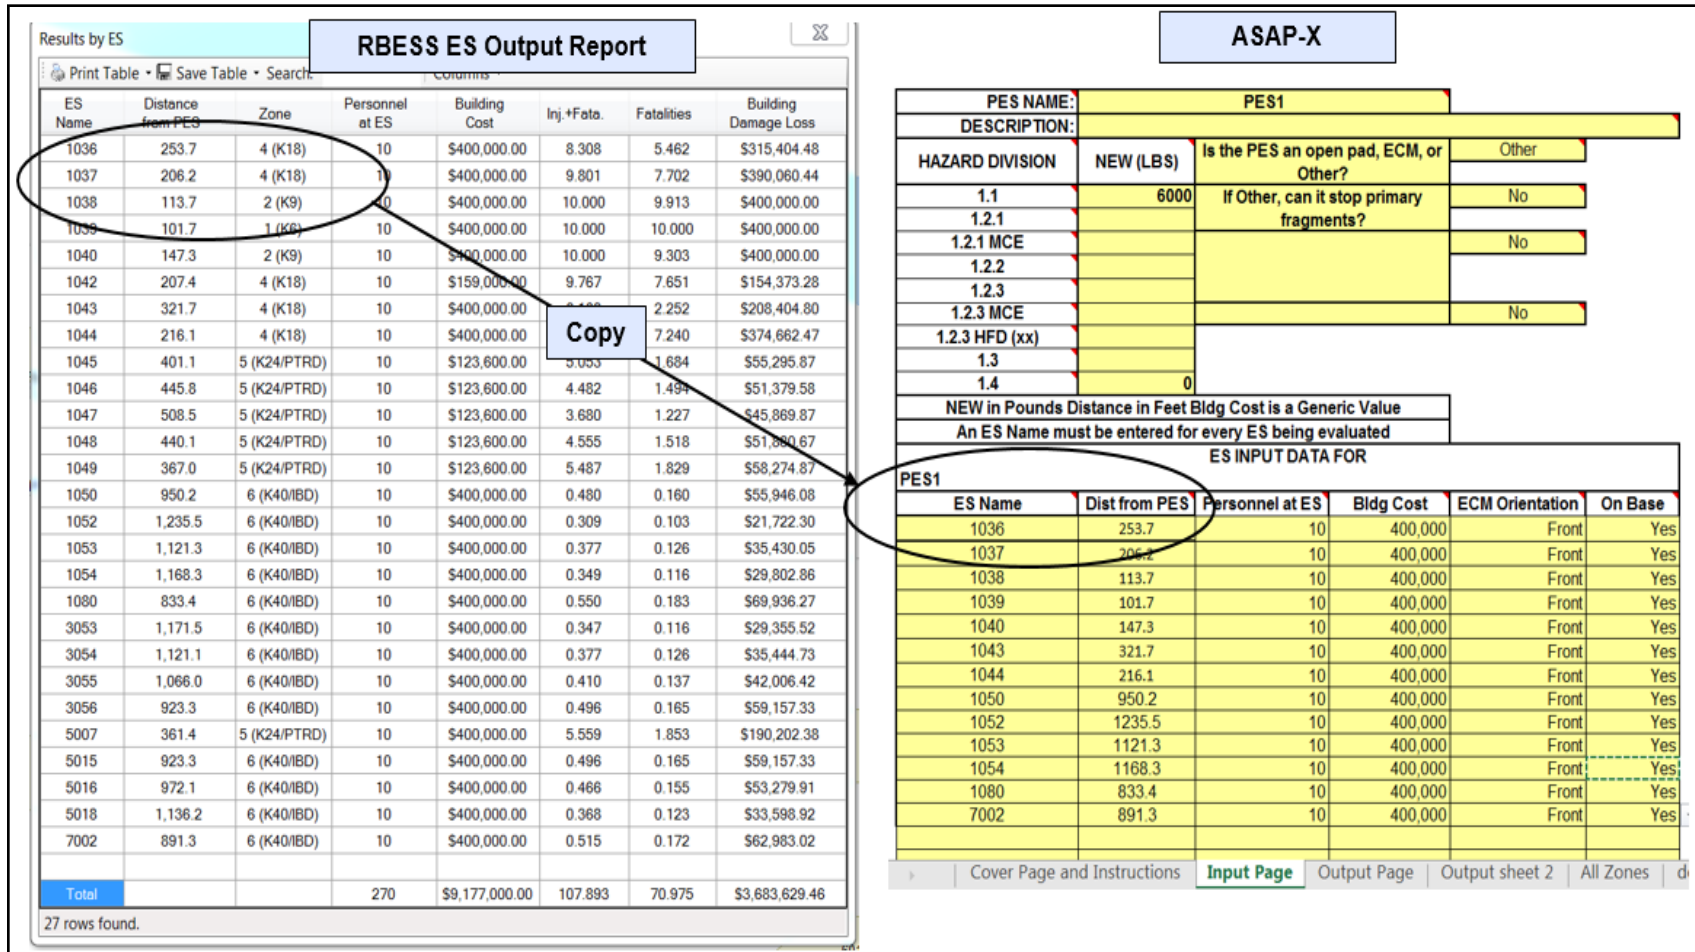 RBESS ES Output Report
ASAP-X
Results by ES
Print Table Save Table Search:
ES Name Distance from PES Zone Personnel at ES Building Cost Inj.+Fata. Fatalities Building Damage Loss
1036 253.7 4 (K18) 10 $400,000.00 8.308 5.462 $315,404.48
1037 206.2 4 (K18) 10 $400,000.00 9.801 7.702 $390,060.44
1038 113.7 2 (K9) 10 $400,000.00 10.000 9.913 $400,000.00
1039 101.7 1 (K6) 10 $400,000.00 10.000 10.000 $400,000.00
1040 147.3 2 (K9) 10 $400,000.00 10.000 9.303 $400,000.00
1042 207.4 4 (K18) 10 $159,000.00 9.767 7.651 $154,373.28
1043 321.7 4 (K18) 10 $400,000.00 2.252 $208,404.80
1044 216.1 4 (K18) 10 $400,000.00 7.240 $374,662.47
1045 401.1 5 (K24/PTRD) 10 $123,600.00 5.053 1.684 $55,295.87
1046 445.8 5 (K24/PTRD) 10 $123,600.00 4.482 1.494 $51,379.58
1047 508.5 5 (K24/PTRD) 10 $123,600.00 3.680 1.227 $45,869.87
1048 440.1 5 (K24/PTRD) 10 $123,600.00 4.555 1.518
1049 367.0 5 (K24/PTRD) 10 $123,600.00 5.487 1.829 $58,274.87
1050 950.2 6 (K40/IBD) 10 $400,000.00 0.480 0.160 $55,946.08
1052 1,235.5 6 (K40/IBD) 10 $400,000.00 0.309 0.103 $21,722.30
1053 1,121.3 6 (K40/IBD) 10 $400,000.00 0.377 0.126 $35,430.05
1054 1,168.3 6 (K40/IBD) 10 $400,000.00 0.349 0.116 $29,802.86
1080 833.4 6 (K40/IBD) 10 $400,000.00 0.550 0.183 $69,936.27
3053 1,171.5 6 (K40/IBD) 10 $400,000.00 0.347 0.116 $29,355.52
3054 1,121.1 6 (K40/IBD) 10 $400,000.00 0.377 0.126 $35,444.73
3055 1,066.0 6 (K40/IBD) 10 $400,000.00 0.410 0.137 $42,006.42
3056 923.3 6 (K40/IBD) 10 $400,000.00 0.496 0.165 $59,157.33
5007 361.4 5 (K24/PTRD) 10 $400,000.00 5.559 1.853 $190,202.38
5015 923.3 6 (K40/IBD) 10 $400,000.00 0.496 0.165 $59,157.33
5016 972.1 6 (K40/IBD) 10 $400,000.00 0.466 0.155 $53,279.91
5018 1,136.2 6 (K40/IBD) 10 $400,000.00 0.368 0.123 $33,598.92
7002 891.3 6 (K40/IBD) 10 $400,000.00 0.515 0.172 $62,983.02
Total 270 $9,177,000.00 107.893 70.975 $3,683,629.46
27 rows found.
Copy
PES NAME: PES1
DESCRIPTION:
HAZARD DIVISION NEW (LBS) Is the PES an open pad, ECM, or Other? Other
1.1 6000 If Other, can it stop primary fragments? No
1.2.1
1.2.1 MCE No
1.2.2
1.2.3
1.2.3 MCE No
1.2.3 HFD (xx)
1.3
1.4 0
NEW in Pounds Distance in Feet Bldg Cost is a Generic Value
An ES Name must be entered for every ES being evaluated
ES INPUT DATA FOR
PES1
ES Name Dist from PES Personnel at ES Bldg Cost ECM Orientation On Base
1036 253.7 10 400,000 Front Yes
1037 206.2 10 400,000 Front Yes
1038 113.7 10 400,000 Front Yes
1039 101.7 10 400,000 Front Yes
1040 147.3 10 400,000 Front Yes
1043 321.7 10 400,000 Front Yes
1044 216.1 10 400,000 Front Yes
1050 950.2 10 400,000 Front Yes
1052 1235.5 10 400,000 Front Yes
1053 1121.3 10 400,000 Front Yes
1054 1168.3 10 400,000 Front Yes
1080 833.4 10 400,000 Front Yes
7002 891.3 10 400,000 Front Yes
Cover Page and Instructions Input Page Output Page Output sheet 2 All Zones